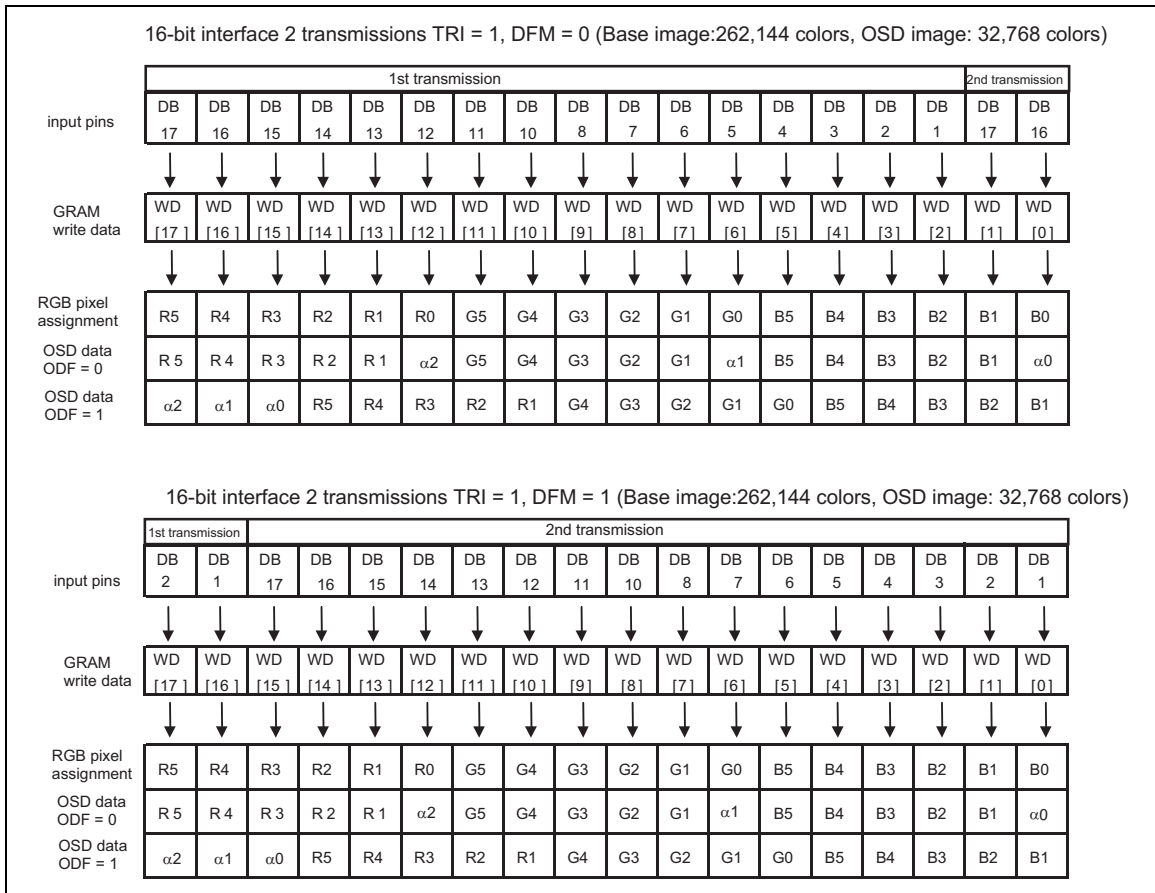 16-bit interface 2 transmissions TRI = 1, DFM = 0 (Base image:262,144 colors, OSD image: 32,768 colors)
1st transmission 2nd transmission
input pins
DB DB DB DB DB DB DB DB DB DB DB DB DB DB DB DB DB DB
17 16 15 14 13 12 11 10 8 7 6 5 4 3 2 1 17 16
GRAM
write data
WD WD WD WD WD WD WD WD WD WD WD WD WD WD WD WD WD WD
[17] [16] [15] [14] [13] [12] [11] [10] [9] [8] [7] [6] [5] [4] [3] [2] [1] [0]
RGB pixel
assignment
R5 R4 R3 R2 R1 R0 G5 G4 G3 G2 G1 G0 B5 B4 B3 B2 B1 B0
OSD data
ODF = 0
R 5 R 4 R 3 R 2 R 1 α2 G5 G4 G3 G2 G1 α1 B5 B4 B3 B2 B1 α0
OSD data
ODF = 1
α2 α1 α0 R5 R4 R3 R2 R1 G4 G3 G2 G1 G0 B5 B4 B3 B2 B1
16-bit interface 2 transmissions TRI = 1, DFM = 1 (Base image:262,144 colors, OSD image: 32,768 colors)
1st transmission 2nd transmission
input pins
DB DB DB DB DB DB DB DB DB DB DB DB DB DB DB DB DB DB
2 1 17 16 15 14 13 12 11 10 8 7 6 5 4 3 2 1
GRAM
write data
WD WD WD WD WD WD WD WD WD WD WD WD WD WD WD WD WD WD
[17] [16] [15] [14] [13] [12] [11] [10] [9] [8] [7] [6] [5] [4] [3] [2] [1] [0]
RGB pixel
assignment
R5 R4 R3 R2 R1 R0 G5 G4 G3 G2 G1 G0 B5 B4 B3 B2 B1 B0
OSD data
ODF = 0
R 5 R 4 R 3 R 2 R 1 α2 G5 G4 G3 G2 G1 α1 B5 B4 B3 B2 B1 α0
OSD data
ODF = 1
α2 α1 α0 R5 R4 R3 R2 R1 G4 G3 G2 G1 G0 B5 B4 B3 B2 B1